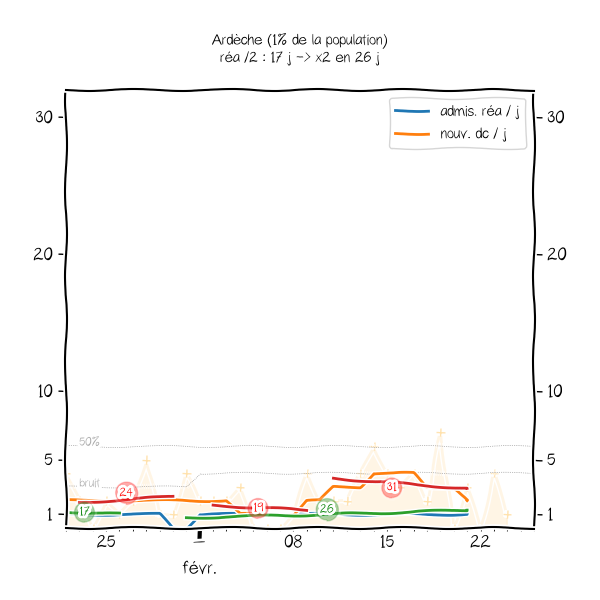 Ardèche (1% de la population)
réa /2 : 17 j -> x2 en 26 j
admis. réa / j
nouv. dc / j
30 30
20 20
10 10
5 5
1 1
50%
bruit
24
17
19
26
31
25 1 08 15 22
févr.